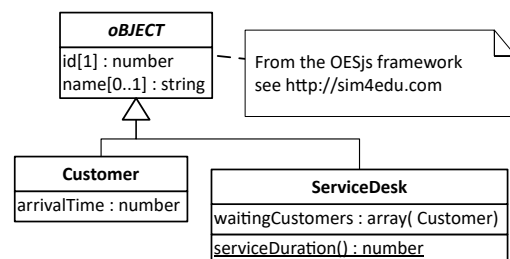 oBJECT
id[1] : number
name[0..1] : string
From the OESjs framework
see http://sim4edu.com
Customer
arrivalTime : number
ServiceDesk
waitingCustomers : array( Customer)
serviceDuration() : number